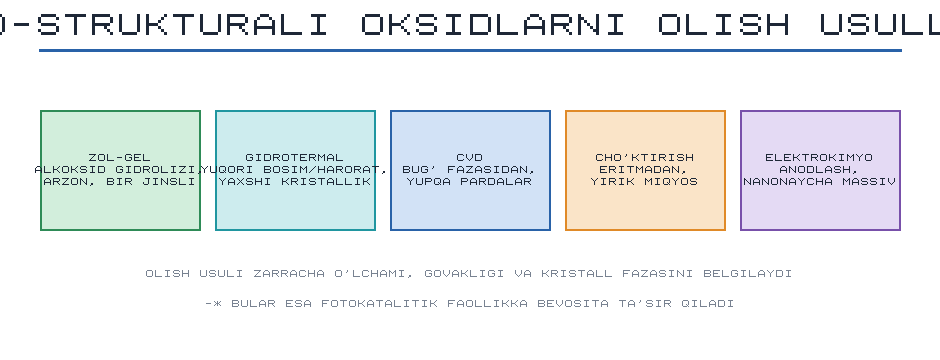 -STRUKTURALI OKSIDLARNI OLISH USULL
ZOL-GEL
ALKOKSID GIDROLIZI,
ARZON, BIR JINSLI
GIDROTERMAL
YUQORI BOSIM/HARORAT,
YAXSHI KRISTALLIK
CVD
BUG' FAZASIDAN,
YUPQA PARDALAR
CHO'KTIRISH
ERITMADAN,
YIRIK MIQYOS
ELEKTROKIMYO
ANODLASH,
NANONAYCHA MASSIV
OLISH USULI ZARRACHA O'LCHAMI, GOVAKLIGI VA KRISTALL FAZASINI BELGILAYDI
-* BULAR ESA FOTOKATALITIK FAOLLIKKA BEVOSITA TA'SIR QILADI